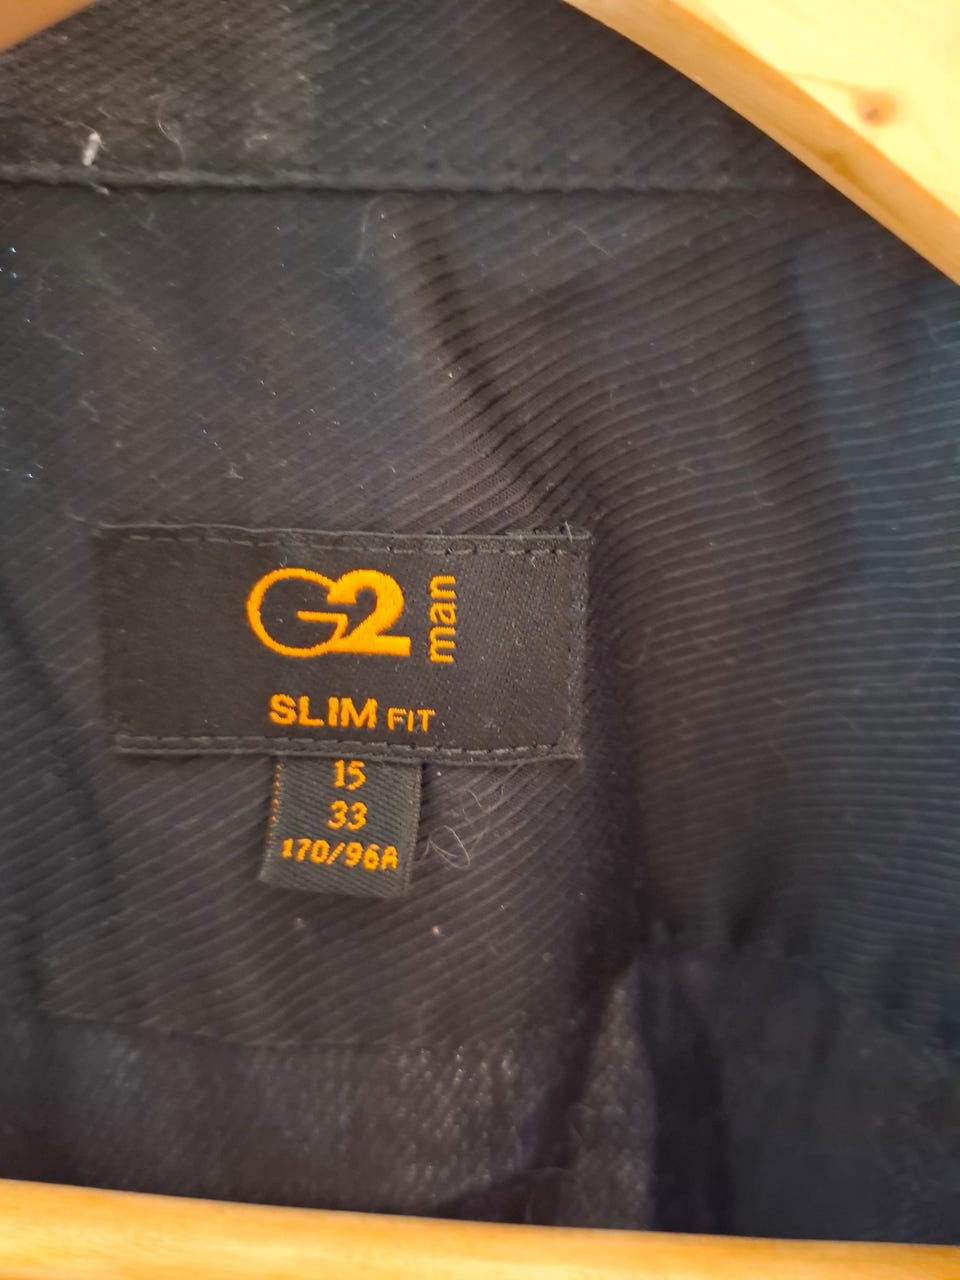 G2 man
SLIM FIT
15
33
170/96A